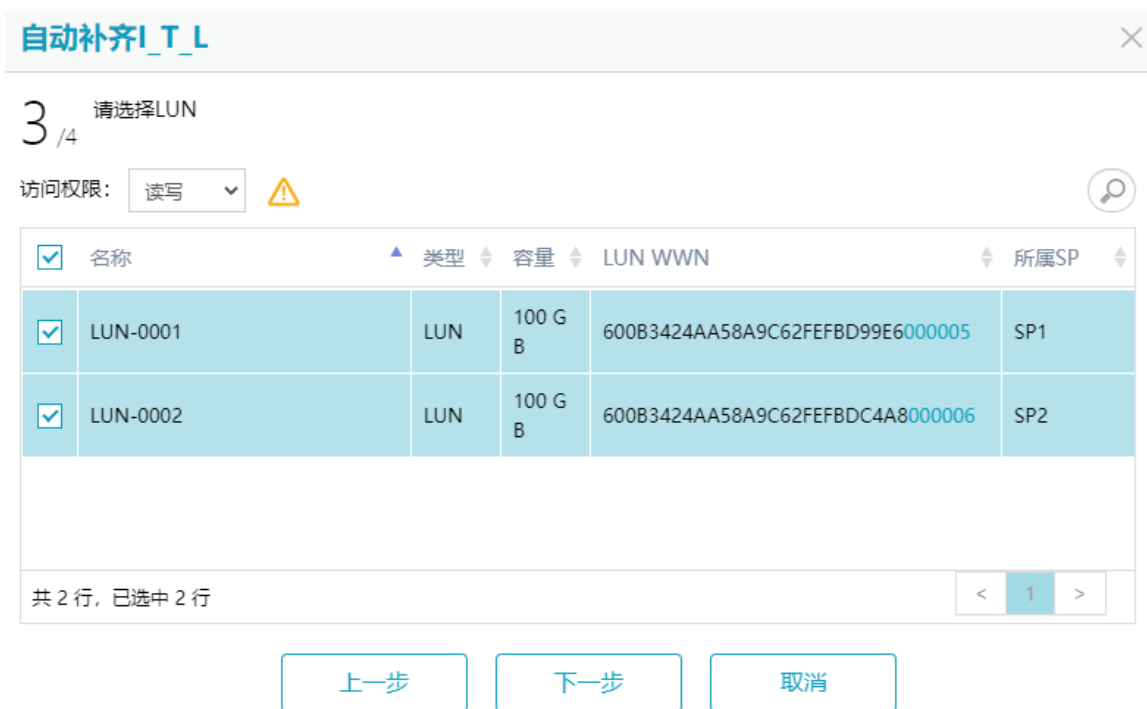 自动补齐I_T_L
3/4 请选择LUN
访问权限： 读写
名称 类型 容量 LUN WWN 所属SP
LUN-0001 LUN 100 GB 600B3424AA58A9C62FEFBD99E6000005 SP1
LUN-0002 LUN 100 GB 600B3424AA58A9C62FEFBDC4A8000006 SP2
共 2 行，已选中 2 行 < 1 >
上一步 下一步 取消